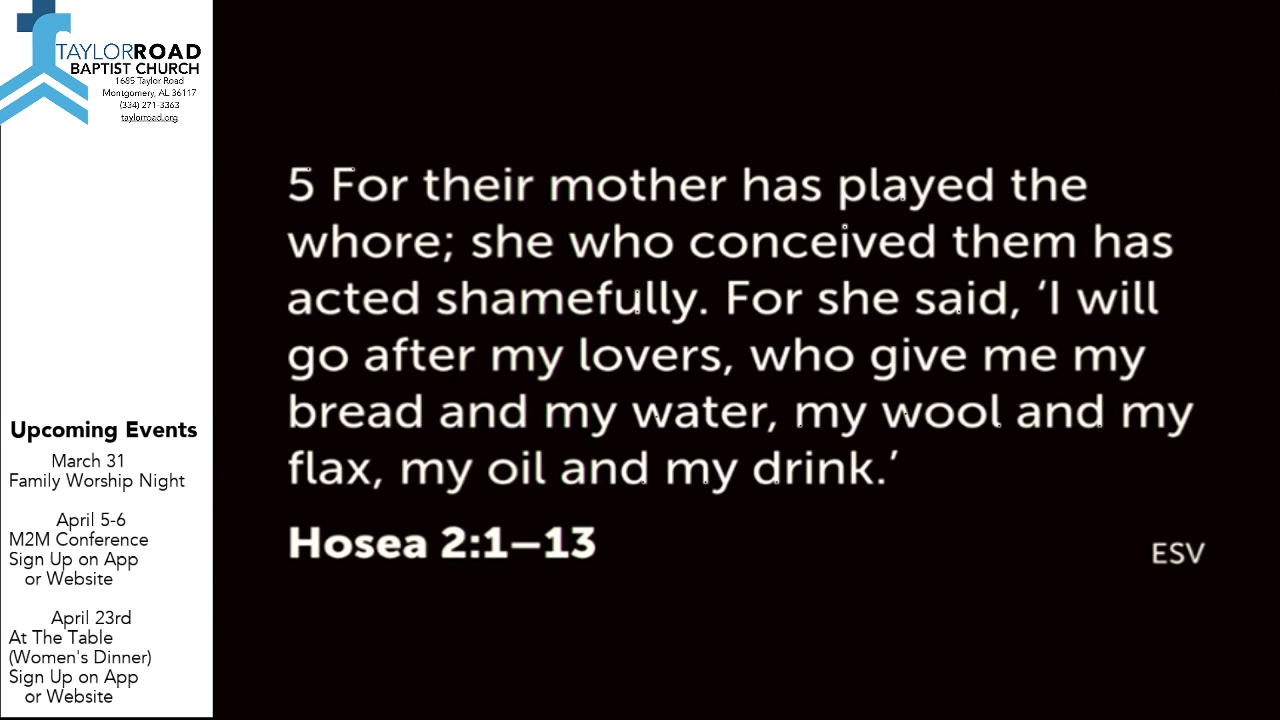 TAYLORROAD
BAPTIST CHURCH
1685 Taylor Road
Montgomery, AL 36117
(334) 271-3363
taylorroad.org
Upcoming Events
March 31
Family Worship Night
April 5-6
M2M Conference
Sign Up on App
or Website
April 23rd
At The Table
(Women's Dinner)
Sign Up on App
or Website
5 For their mother has played the
whore; she who conceived them has
acted shamefully. For she said, ‘I will
go after my lovers, who give me my
bread and my water, my wool and my
flax, my oil and my drink.’
Hosea 2:1–13
ESV